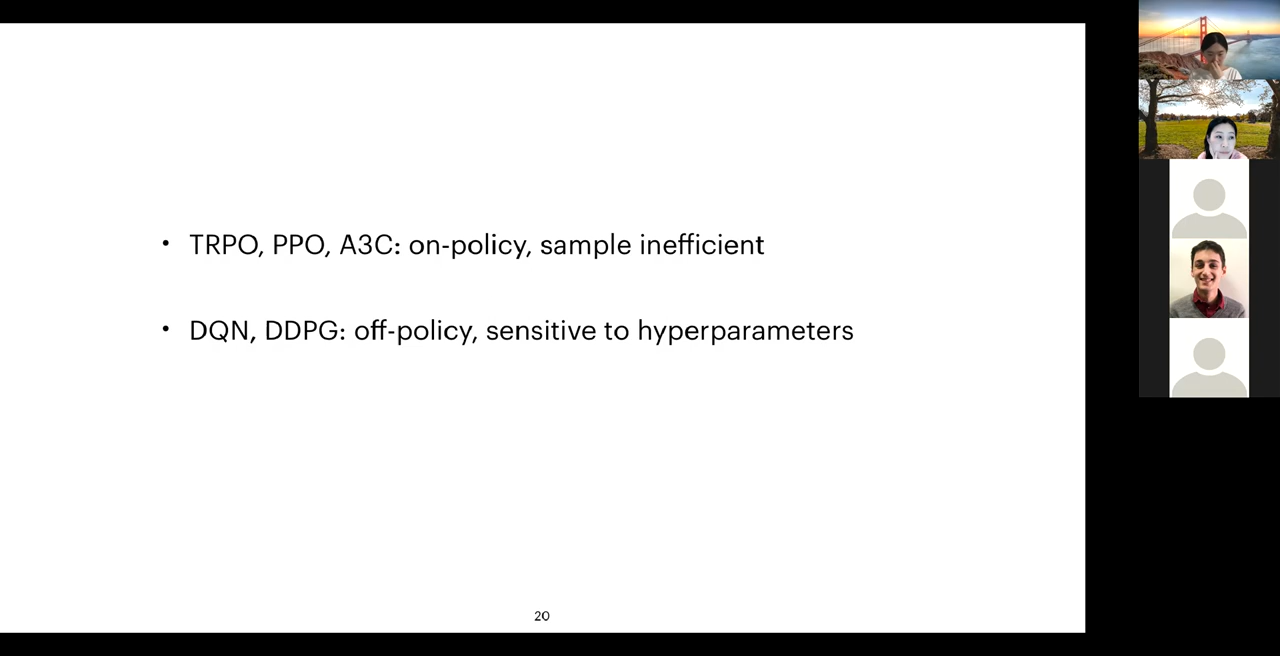 • TRPO, PPO, A3C: on-policy, sample inefficient
• DQN, DDPG: off-policy, sensitive to hyperparameters
20